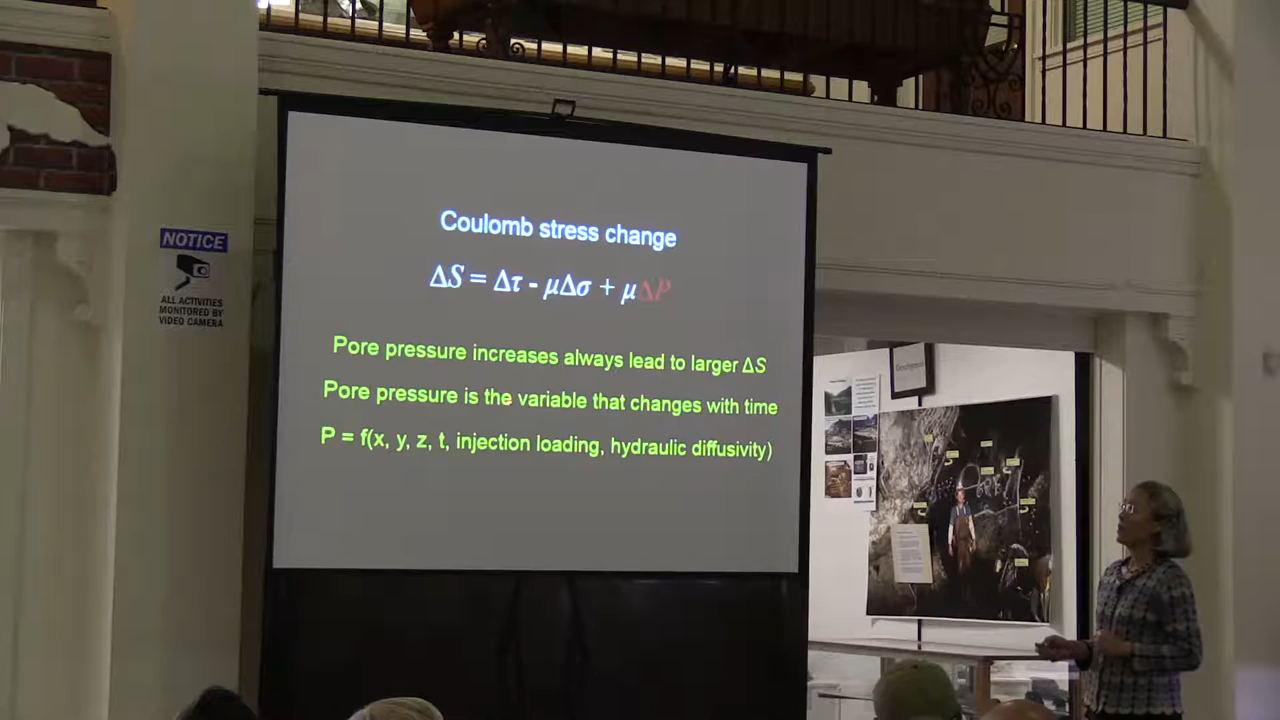 NOTICE
ALL ACTIVITIES
MONITORED BY
VIDEO CAMERA
Coulomb stress change
ΔS = Δτ - μΔσ + μΔP
Pore pressure increases always lead to larger ΔS
Pore pressure is the variable that changes with time
P = f(x, y, z, t, injection loading, hydraulic diffusivity)